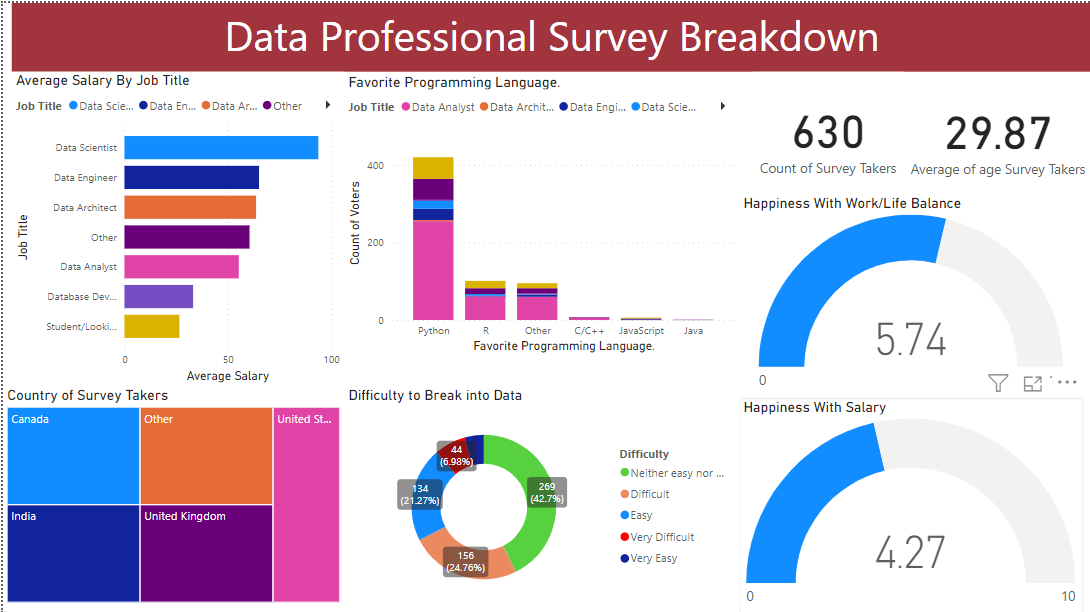 Data Professional Survey Breakdown
Average Salary By Job Title
Job Title Data Scie... Data En... Data Ar... Other
Job Title
Data Scientist
Data Engineer
Data Architect
Other
Data Analyst
Database Dev...
Student/Looki...
0 50 100
Average Salary
Favorite Programming Language.
Job Title Data Analyst Data Archit... Data Engi... Data Scie...
Count of Voters
400
200
0
Python R Other C/C++ JavaScript Java
Favorite Programming Language.
630
Count of Survey Takers
29.87
Average of age Survey Takers
Happiness With Work/Life Balance
5.74
0
Country of Survey Takers
Canada
Other
United St...
India
United Kingdom
Difficulty to Break into Data
44
(6.98%)
134
(21.27%)
269
(42.7%)
156
(24.76%)
Difficulty
Neither easy nor ...
Difficult
Easy
Very Difficult
Very Easy
Happiness With Salary
4.27
0 10